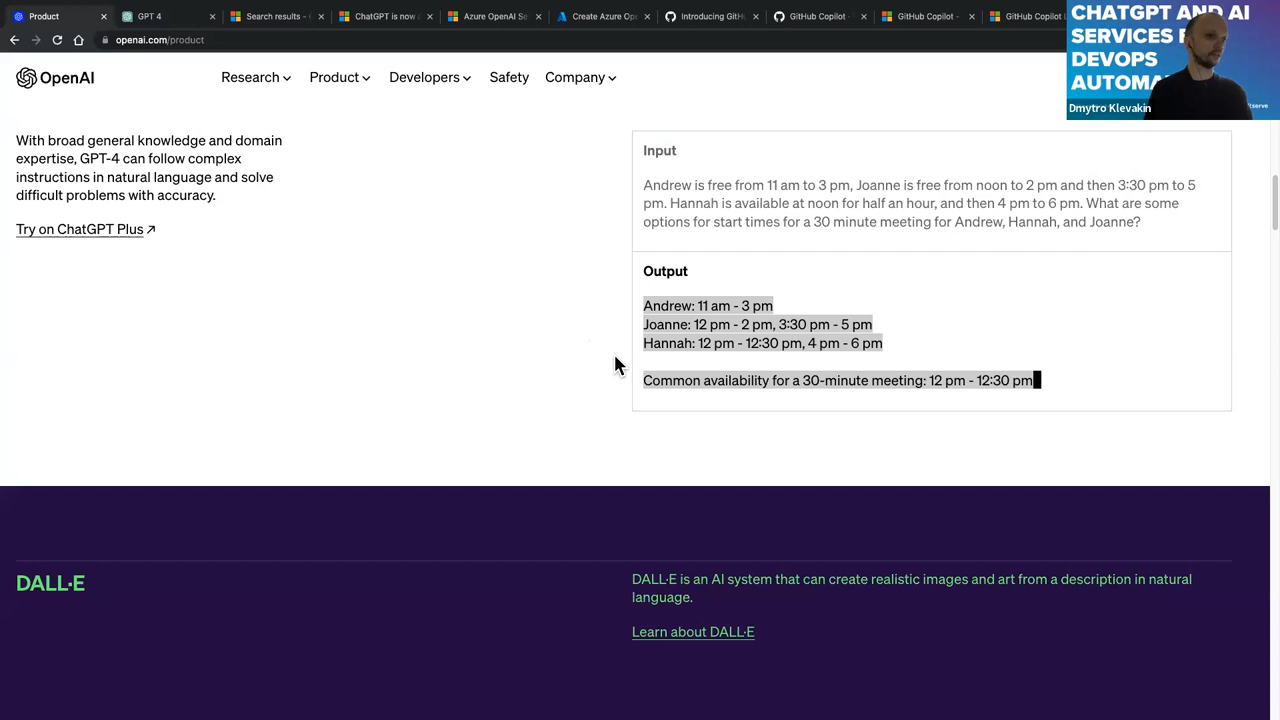 Product
GPT 4
Search results -
ChatGPT is now
Azure OpenAI Se
Create Azure Op
Introducing GitH
GitHub Copilot ·
GitHub Copilot -
GitHub Copilot
openai.com/product
CHATGPT AND AI
SERVICES
DEVOPS
AUTOMA
Dmytro Klevakin
OpenAI
Research
Product
Developers
Safety
Company
With broad general knowledge and domain
expertise, GPT-4 can follow complex
instructions in natural language and solve
difficult problems with accuracy.
Try on ChatGPT Plus
Input
Andrew is free from 11 am to 3 pm, Joanne is free from noon to 2 pm and then 3:30 pm to 5
pm. Hannah is available at noon for half an hour, and then 4 pm to 6 pm. What are some
options for start times for a 30 minute meeting for Andrew, Hannah, and Joanne?
Output
Andrew: 11 am - 3 pm
Joanne: 12 pm - 2 pm, 3:30 pm - 5 pm
Hannah: 12 pm - 12:30 pm, 4 pm - 6 pm
Common availability for a 30-minute meeting: 12 pm - 12:30 pm
DALL·E
DALL·E is an AI system that can create realistic images and art from a description in natural
language.
Learn about DALL·E